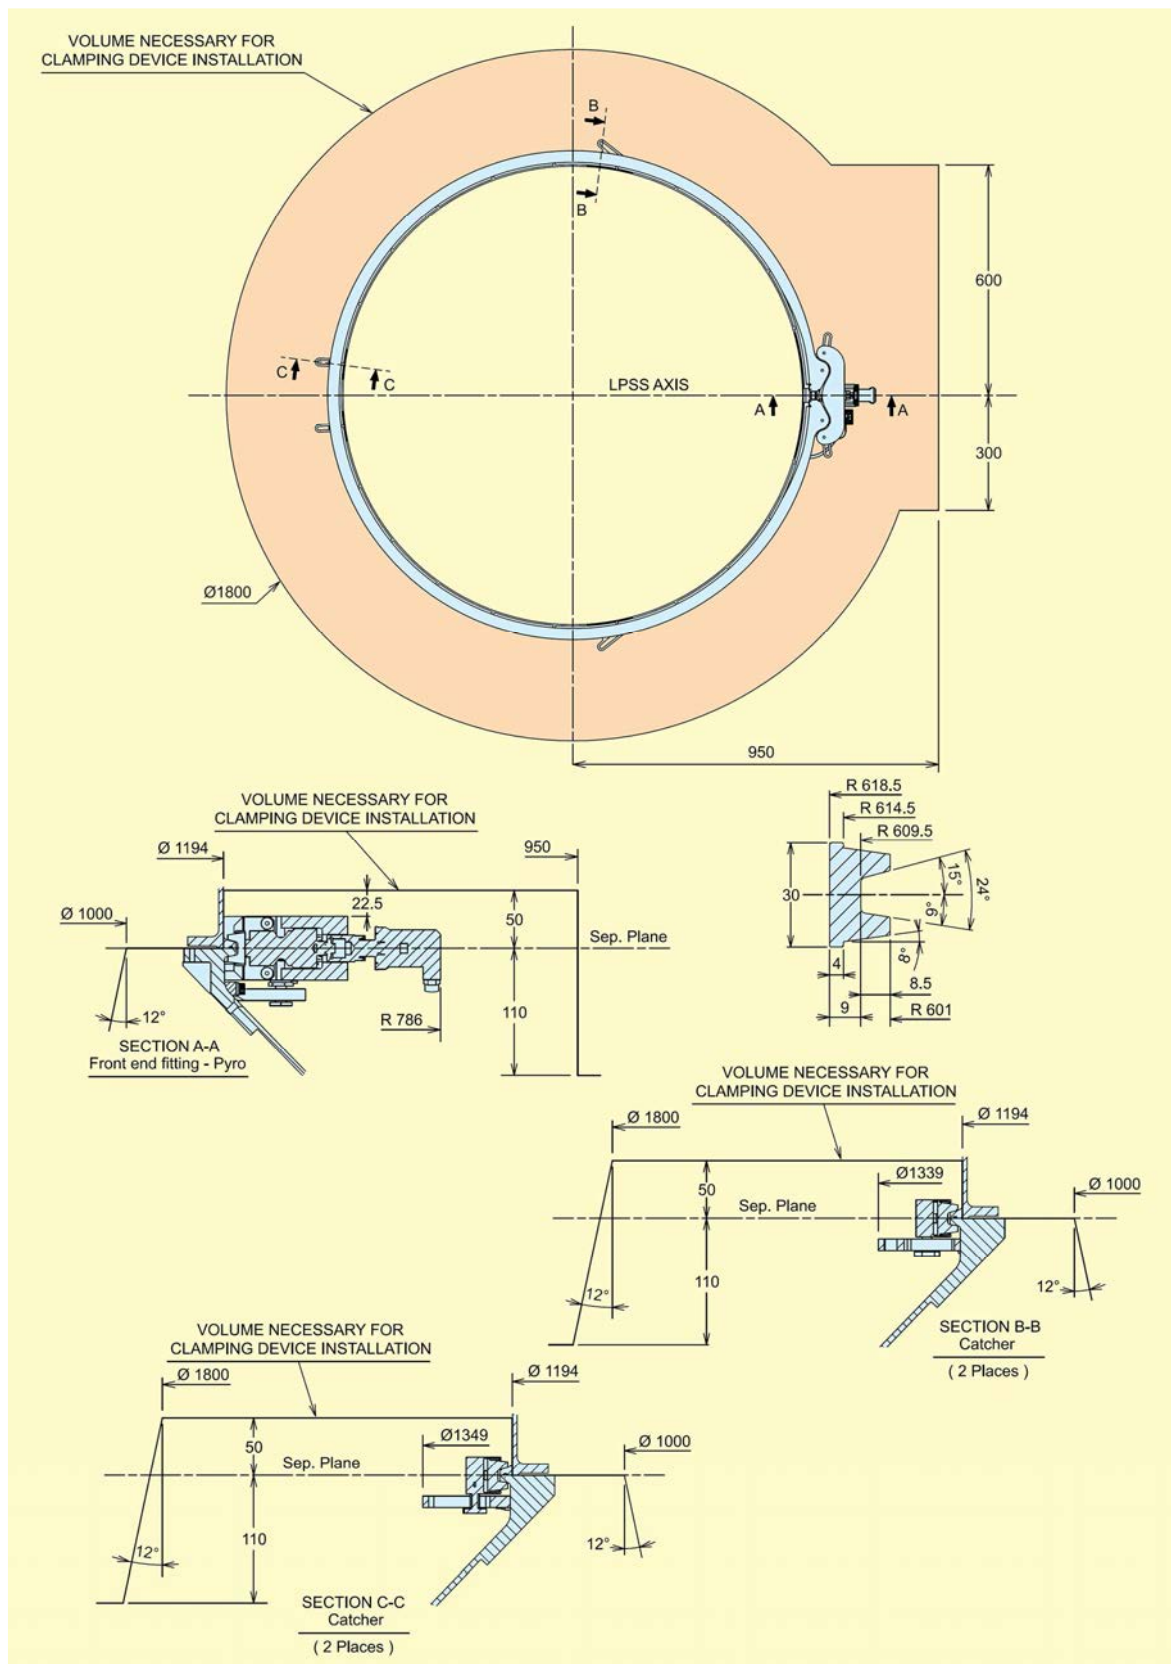 VOLUME NECESSARY FOR
CLAMPING DEVICE INSTALLATION
B
B
C
C
LPSS AXIS
A
A
600
300
Ø1800
950
VOLUME NECESSARY FOR
CLAMPING DEVICE INSTALLATION
Ø 1194
950
Ø 1000
22.5
50
Sep. Plane
110
12°
R 786
SECTION A-A
Front end fitting - Pyro
R 618.5
R 614.5
R 609.5
30
15°
24°
9°
8°
4
8.5
9
R 601
VOLUME NECESSARY FOR
CLAMPING DEVICE INSTALLATION
Ø 1800
Ø 1194
Ø1339
50
Ø 1000
Sep. Plane
110
12°
12°
SECTION B-B
Catcher
( 2 Places )
VOLUME NECESSARY FOR
CLAMPING DEVICE INSTALLATION
Ø 1800
Ø 1194
Ø1349
50
Ø 1000
Sep. Plane
110
12°
12°
SECTION C-C
Catcher
( 2 Places )